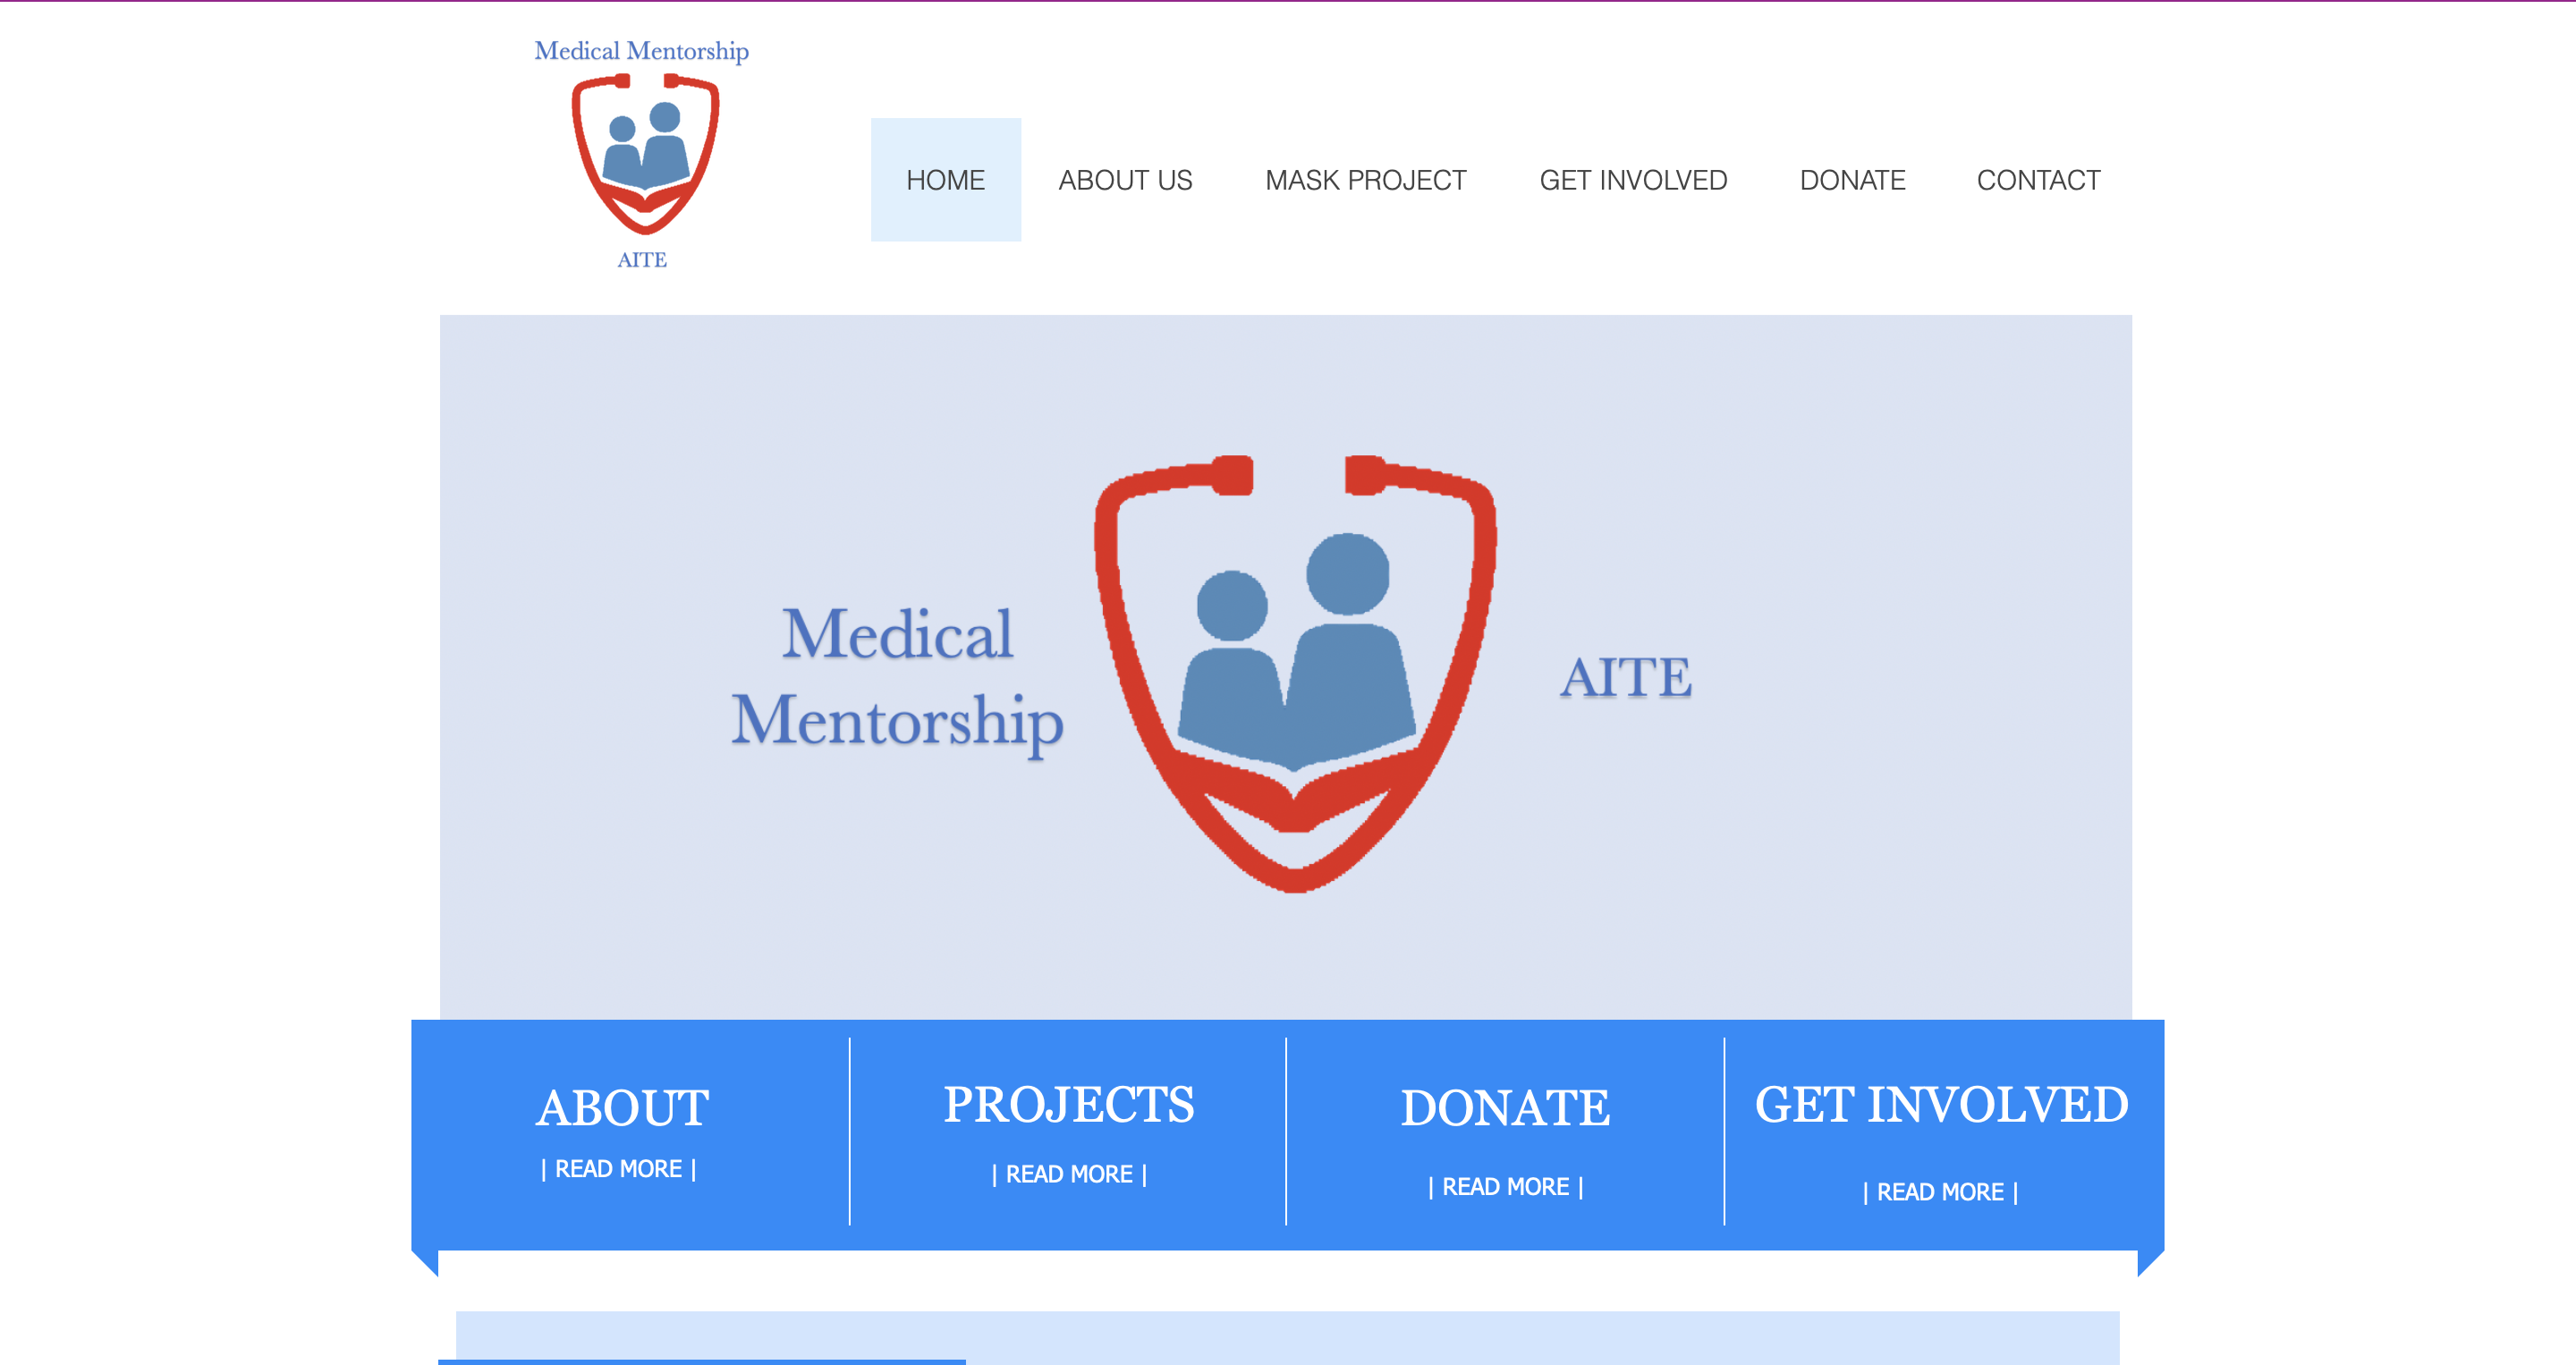 Medical Mentorship
AITE
HOME ABOUT US MASK PROJECT GET INVOLVED DONATE CONTACT
Medical
Mentorship
AITE
ABOUT
| READ MORE |
PROJECTS
| READ MORE |
DONATE
| READ MORE |
GET INVOLVED
| READ MORE |